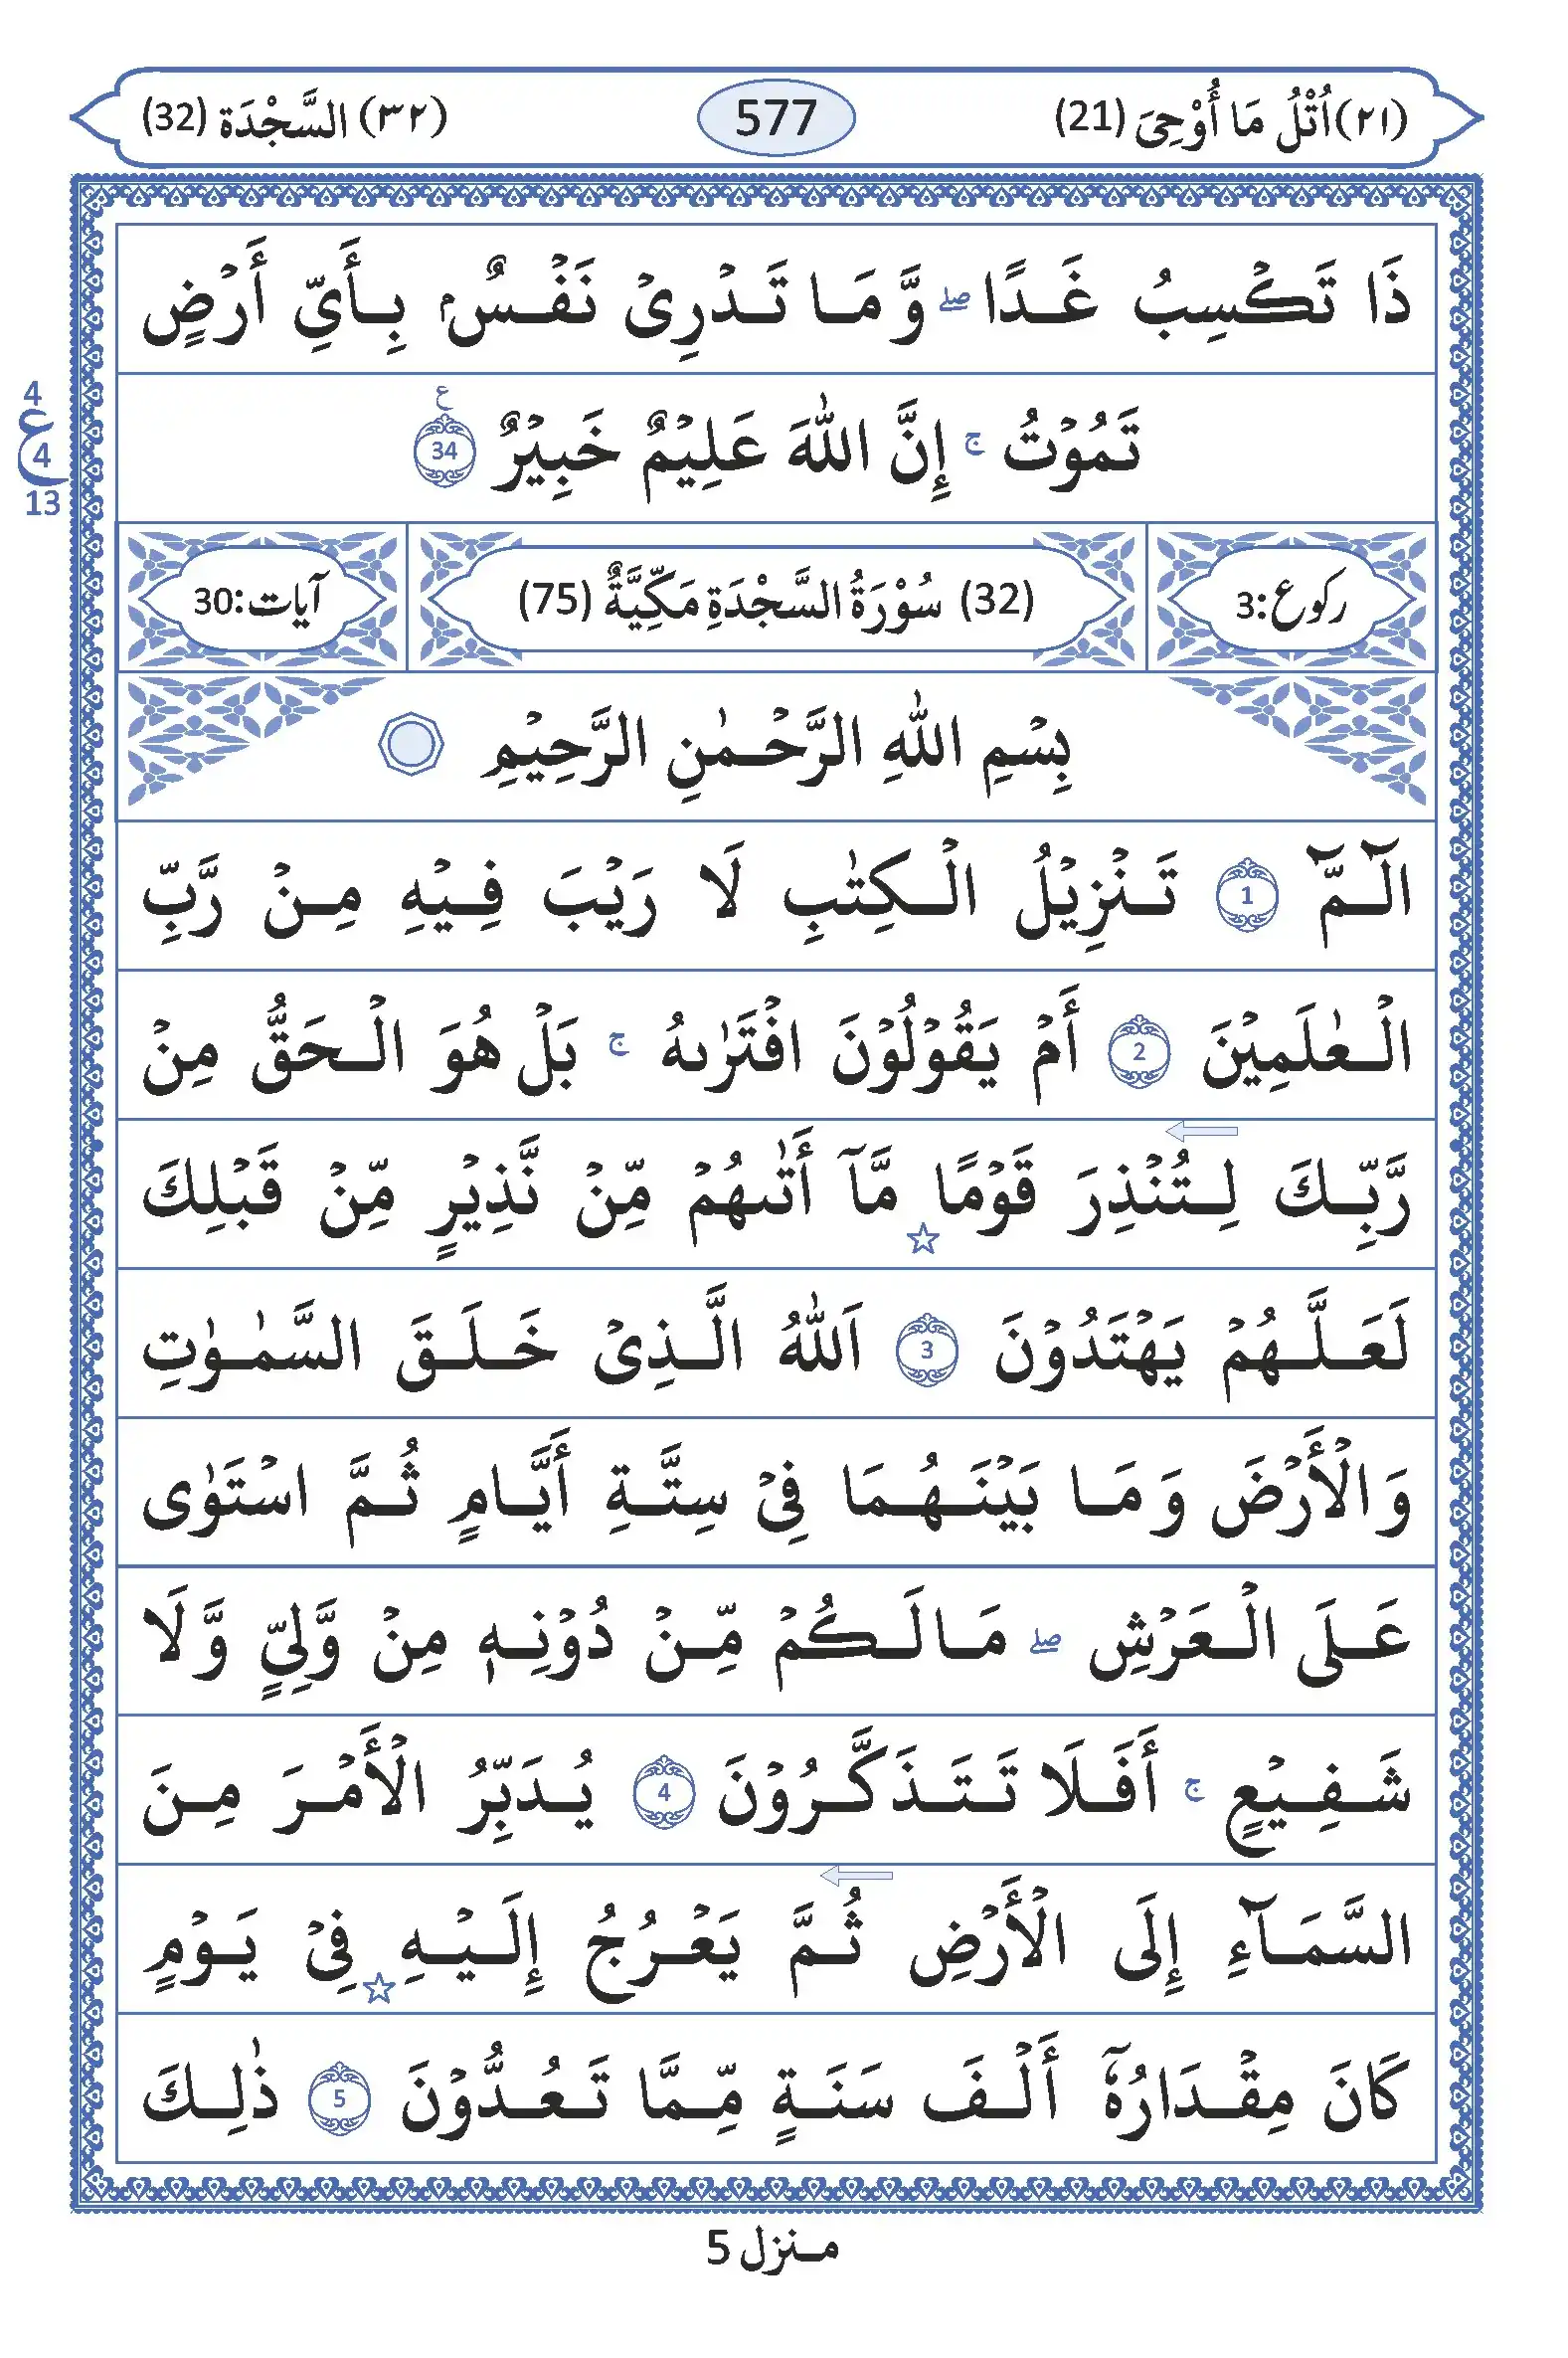 (٢١) اُتْلُ مَا أُوْحِىَ (21) 577 (٣٢) السَّجْدَة (32)
ذَا تَكۡسِبُ غَدًا ۖ وَّمَا تَدۡرِىۡ نَفۡسٌۢ بِأَىِّ أَرۡضٍ
تَمُوۡتُ ۚ إِنَّ اللّٰهَ عَلِيۡمٌ خَبِيۡرٌ 34 ع
4
ع 4
13
رکوع:3 (32) سُوْرَةُ السَّجْدَةِ مَكِّيَّةٌ (75) آيات:30
بِسۡمِ اللّٰهِ الرَّحۡمٰنِ الرَّحِيۡمِ
الٓـمّٓ 1 تَنۡزِيۡلُ الۡكِتٰبِ لَا رَيۡبَ فِيۡهِ مِنۡ رَّبِّ
الۡعٰلَمِيۡنَ 2 أَمۡ يَقُوۡلُوۡنَ افۡتَرٰىهُ ۚ بَلۡ هُوَ الۡحَقُّ مِنۡ
رَّبِّكَ لِتُنۡذِرَ قَوۡمًا ☆ مَّآ أَتٰىهُمۡ مِّنۡ نَّذِيۡرٍ مِّنۡ قَبۡلِكَ
لَعَلَّهُمۡ يَهۡتَدُوۡنَ 3 اَللّٰهُ الَّذِىۡ خَلَقَ السَّمٰوٰتِ
وَالۡأَرۡضَ وَمَا بَيۡنَهُمَا فِىۡ سِتَّةِ أَيَّامٍ ثُمَّ اسۡتَوٰى
عَلَى الۡعَرۡشِ ۖ مَا لَكُمۡ مِّنۡ دُوۡنِهٖ مِنۡ وَّلِىٍّ وَّلَا
شَفِيۡعٍ ۚ أَفَلَا تَتَذَكَّرُوۡنَ 4 يُدَبِّرُ الۡأَمۡرَ مِنَ
السَّمَآءِ إِلَى الۡأَرۡضِ ثُمَّ يَعۡرُجُ إِلَيۡهِ ☆ فِىۡ يَوۡمٍ
كَانَ مِقۡدَارُهٗٓ أَلۡفَ سَنَةٍ مِّمَّا تَعُدُّوۡنَ 5 ذٰلِكَ
منزل 5